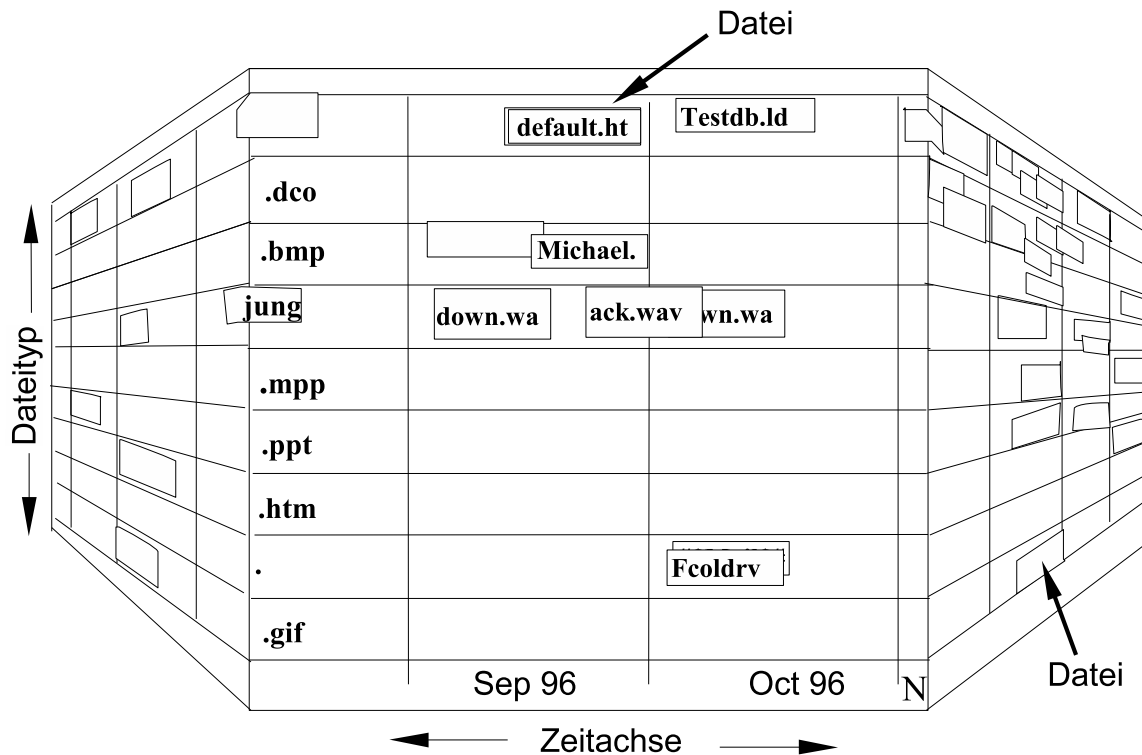 Datei
default.ht
Testdb.ld
.dco
.bmp
Michael.
jung
down.wa
ack.wav
wn.wa
.mpp
.ppt
.htm
.
Fcoldrv
.gif
Sep 96
Oct 96
N
Dateityp
Zeitachse
Datei